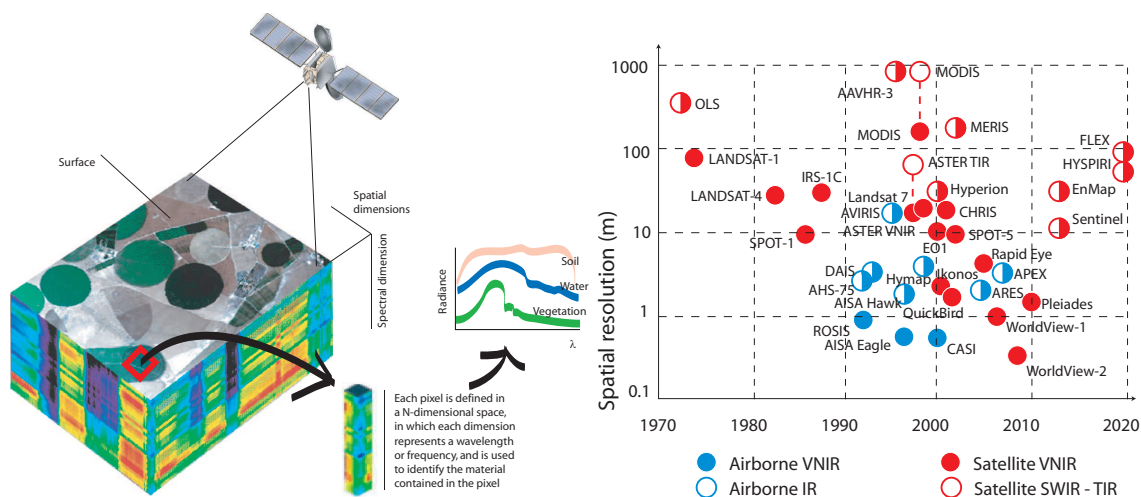 Surface
Spatial
dimensions
Spectral dimension
Radiance
Soil
Water
Vegetation
λ
Each pixel is defined in
a N-dimensional space,
in which each dimension
represents a wavelength
or frequency, and is used
to identify the material
contained in the pixel
Spatial resolution (m)
1000
100
10
1
0.1
1970
1980
1990
2000
2010
2020
OLS
AAVHR-3
MODIS
MODIS
MERIS
FLEX
HYSPIRI
LANDSAT-1
ASTER TIR
IRS-1C
LANDSAT-4
Landsat 7
Hyperion
EnMap
AVIRIS
CHRIS
Sentinel
ASTER VNIR
SPOT-1
SPOT-5
EO1
Rapid Eye
DAIS
Hymap
Ikonos
APEX
AHS-75
ARES
AISA Hawk
QuickBird
Pleiades
ROSIS
WorldView-1
AISA Eagle
CASI
WorldView-2
Airborne VNIR
Satellite VNIR
Airborne IR
Satellite SWIR - TIR